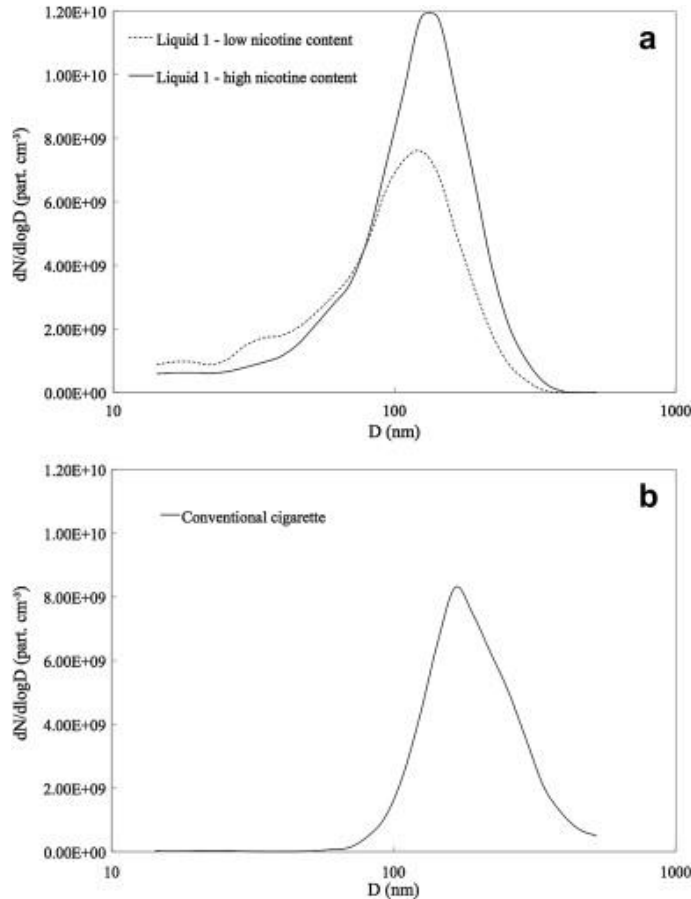 1.20E+10
a
Liquid 1 - low nicotine content
Liquid 1 - high nicotine content
1.00E+10
8.00E+09
6.00E+09
4.00E+09
2.00E+09
0.00E+00
dN/dlogD (part. cm⁻³)
10
100
1000
D (nm)
1.20E+10
b
Conventional cigarette
1.00E+10
8.00E+09
6.00E+09
4.00E+09
2.00E+09
0.00E+00
dN/dlogD (part. cm⁻³)
10
100
1000
D (nm)